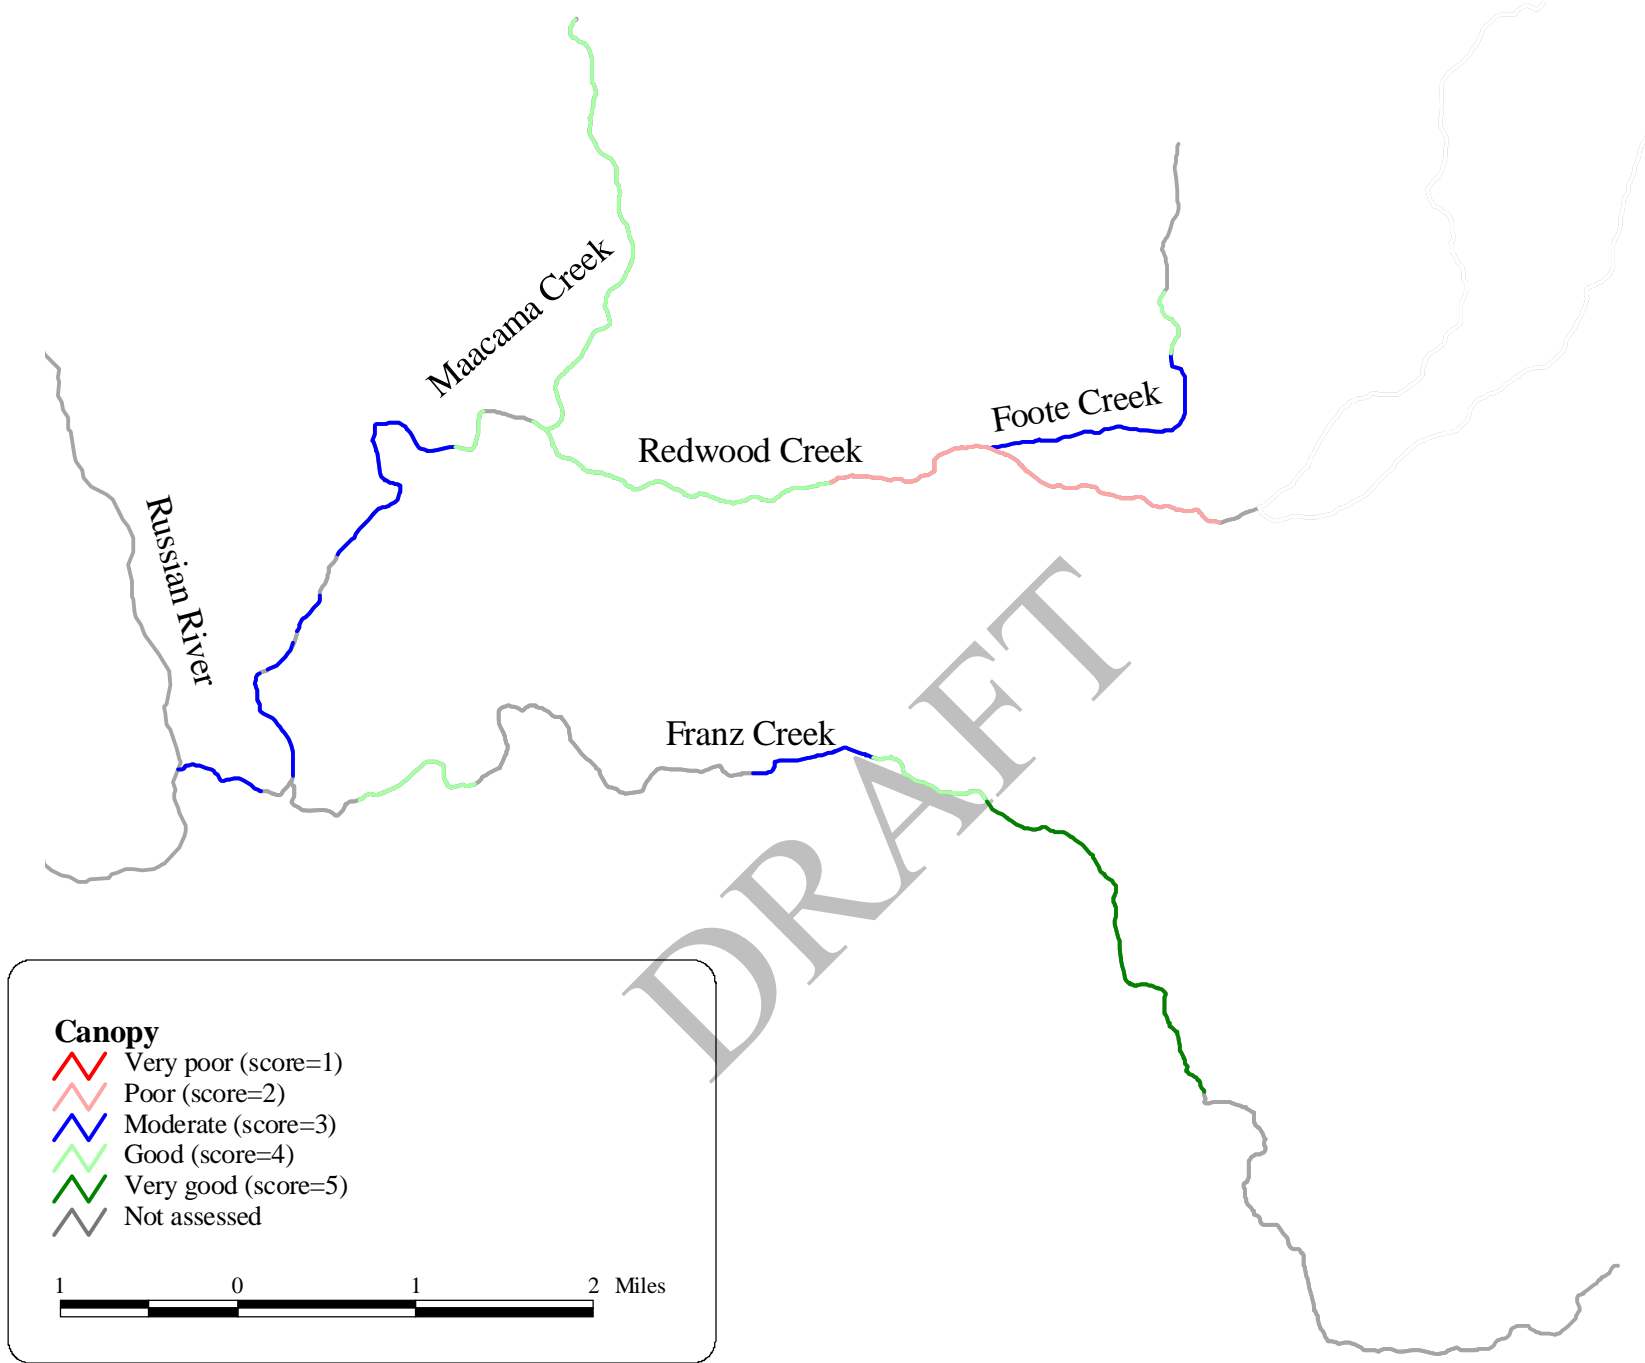 Maacama Creek
Foote Creek
Redwood Creek
Russian River
Franz Creek
DRAFT
Canopy
Very poor (score=1)
Poor (score=2)
Moderate (score=3)
Good (score=4)
Very good (score=5)
Not assessed
1 0 1 2 Miles